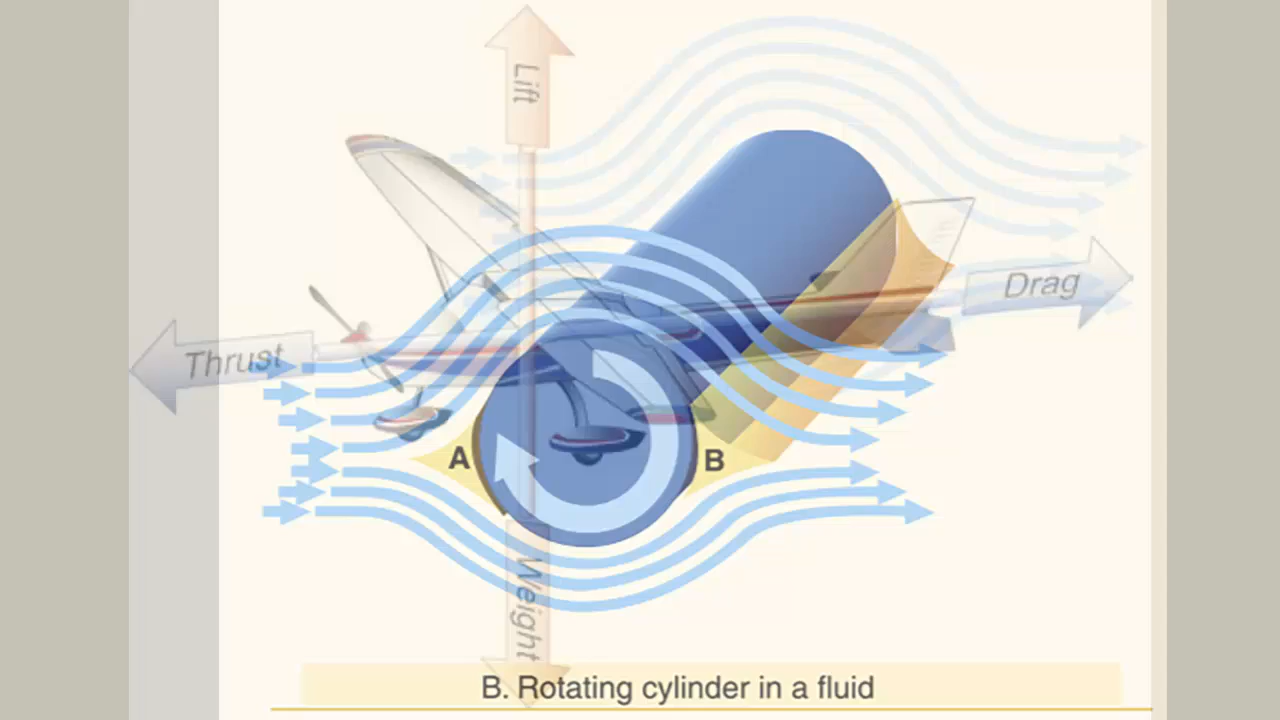 Lift
Drag
Thrust
A
B
Weight
B. Rotating cylinder in a fluid